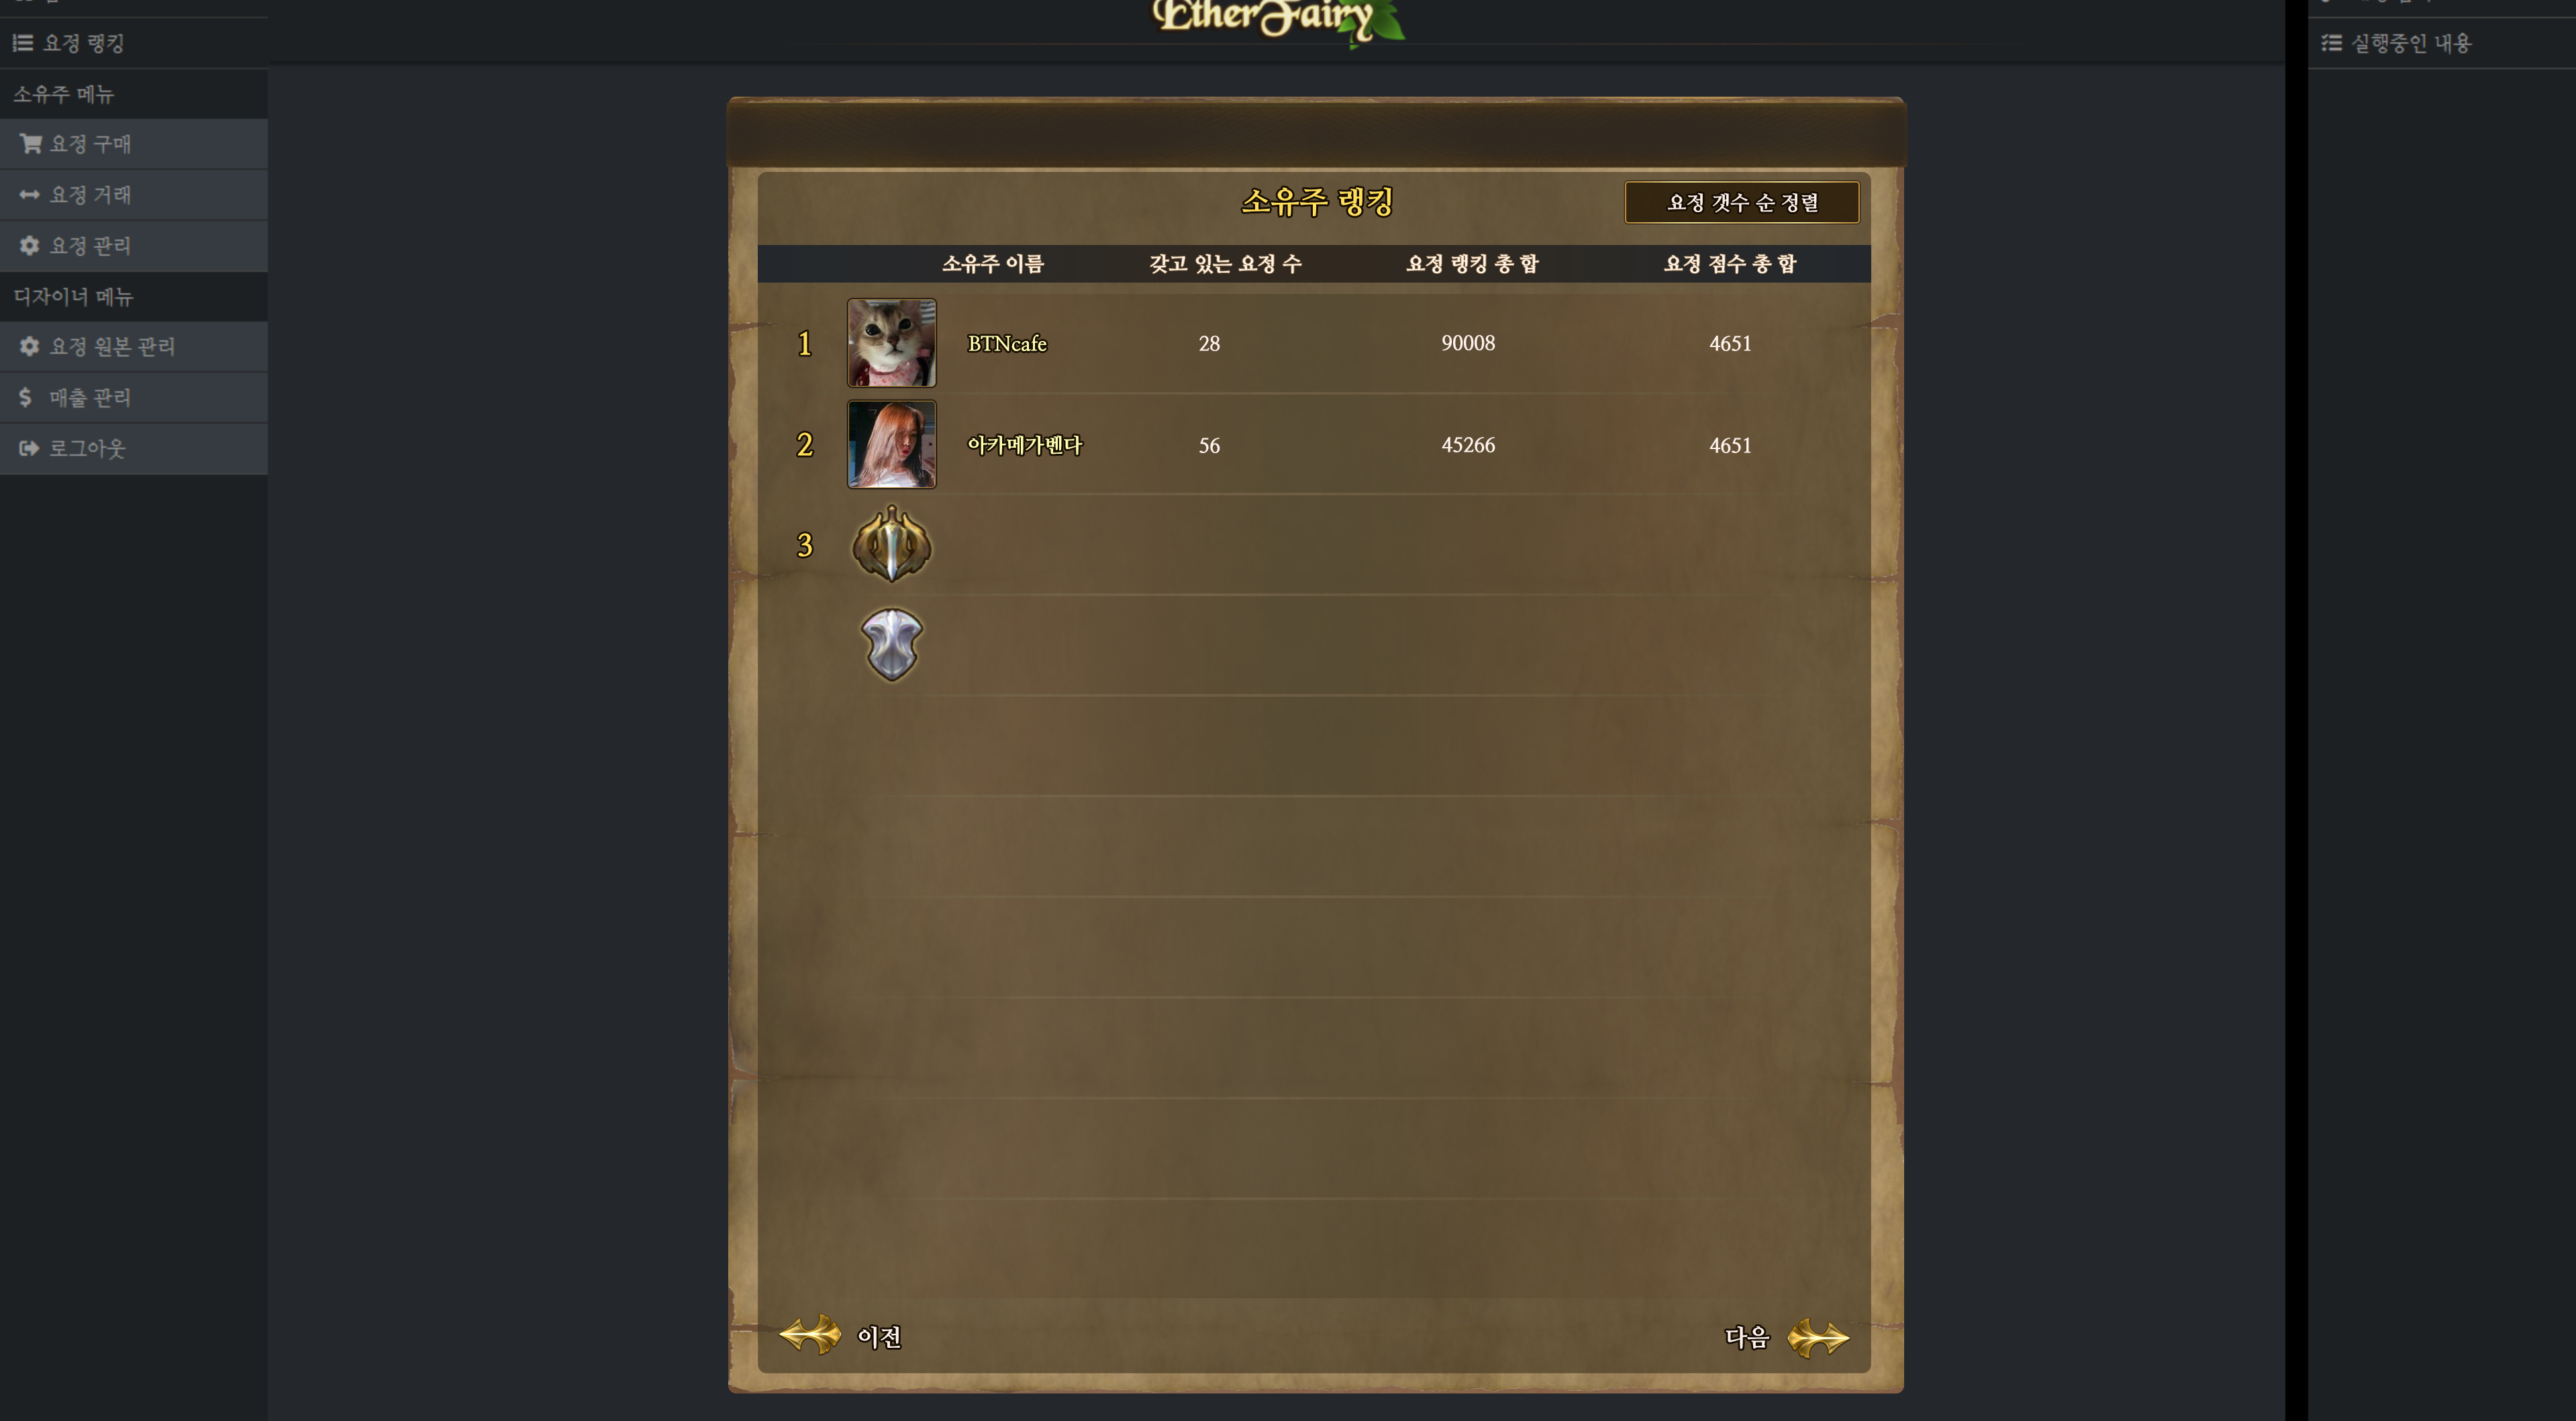 EtherFairy
요정 랭킹
소유주 메뉴
요정 구매
요정 거래
요정 관리
디자이너 메뉴
요정 원본 관리
매출 관리
로그아웃
소유주 랭킹
요정 갯수 순 정렬
소유주 이름 갖고 있는 요정 수 요정 랭킹 총 합 요정 점수 총 합
1 BTNcafe 28 90008 4651
2 아카메가벤다 56 45266 4651
3
이전 다음
실행중인 내용